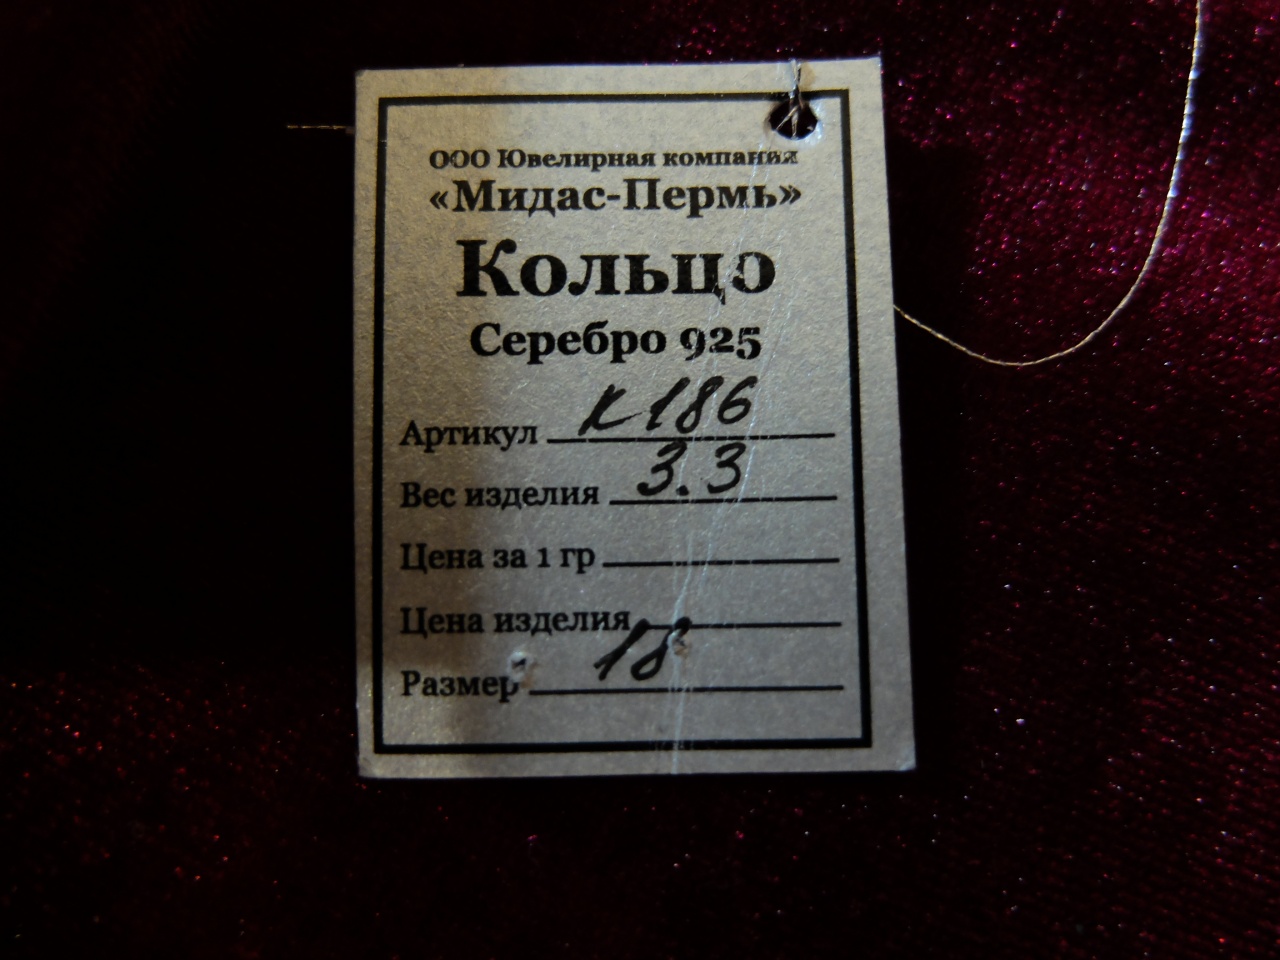 ООО Ювелирная компания
«Мидас-Пермь»
Кольцо
Серебро 925
Артикул К186
Вес изделия 3.3
Цена за 1 гр
Цена изделия
Размер 18